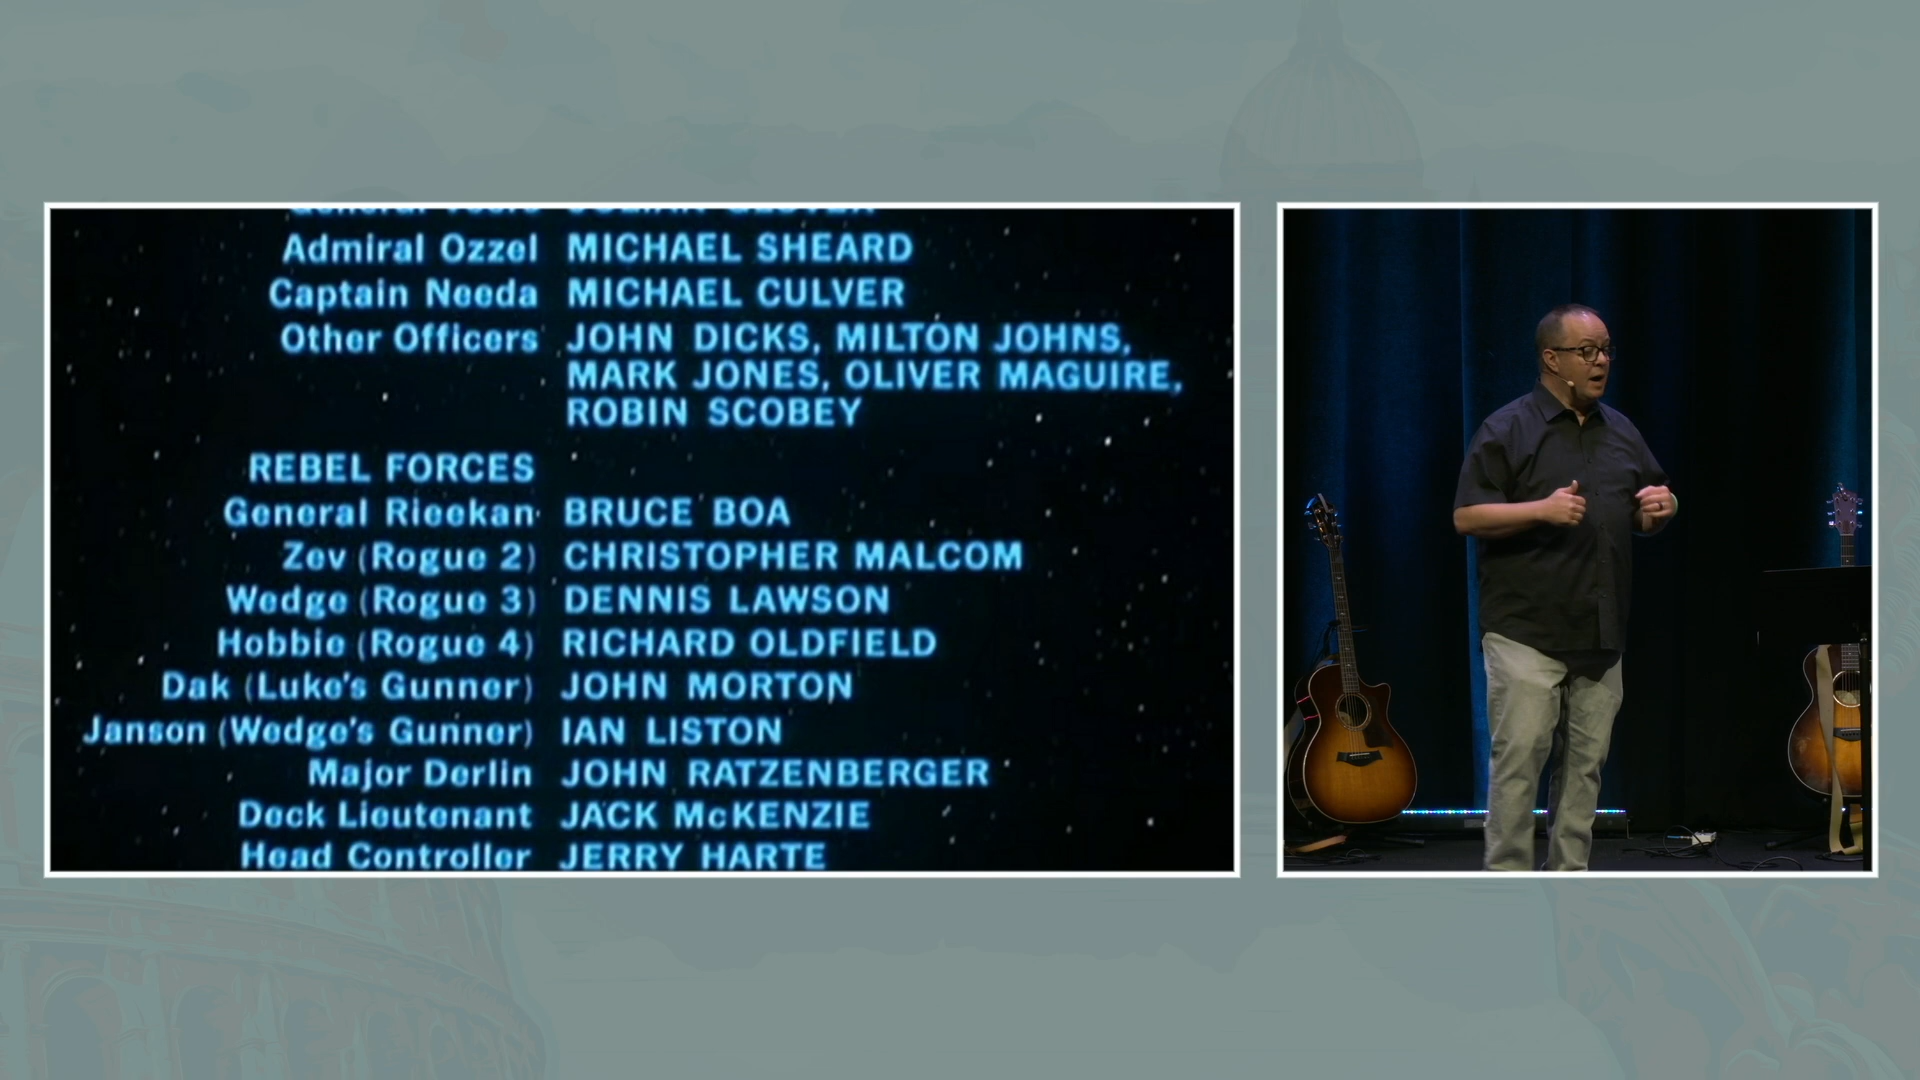 Admiral Ozzel MICHAEL SHEARD
Captain Needa MICHAEL CULVER
Other Officers JOHN DICKS, MILTON JOHNS,
MARK JONES, OLIVER MAGUIRE,
ROBIN SCOBEY
REBEL FORCES
General Rieekan BRUCE BOA
Zev (Rogue 2) CHRISTOPHER MALCOM
Wedge (Rogue 3) DENNIS LAWSON
Hobbie (Rogue 4) RICHARD OLDFIELD
Dak (Luke's Gunner) JOHN MORTON
Janson (Wedge's Gunner) IAN LISTON
Major Derlin JOHN RATZENBERGER
Deck Lieutenant JACK McKENZIE
Head Controller JERRY HARTE